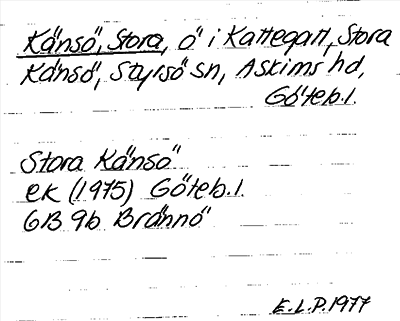 Känsö, Stora, ö i Kattegatt, Stora
Känsö, Styrsö sn, Askims hd,
Göteb.l.
Stora Känsö
ek (1975) Göteb.l.
6B 9b Brännö
E.L.P. 1977